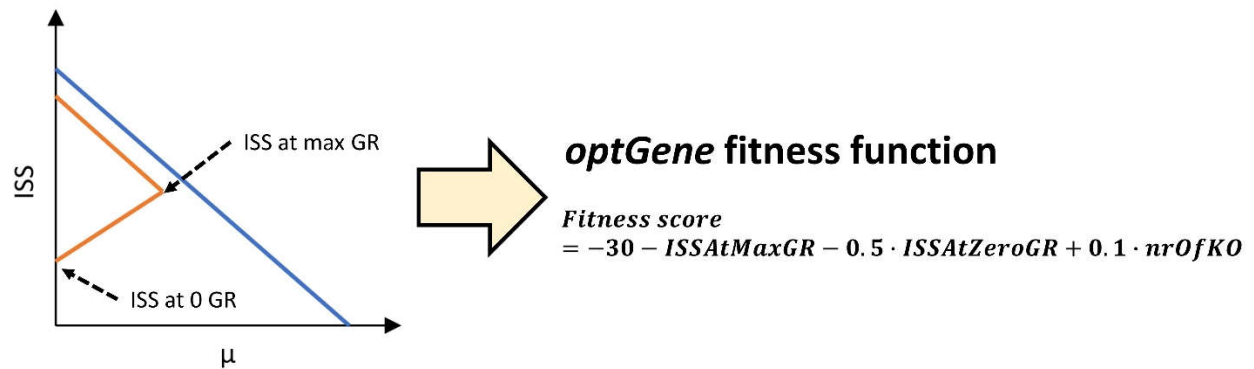 ISS
ISS at max GR
ISS at 0 GR
μ
optGene fitness function
Fitness score
= −30 − ISSAtMaxGR − 0.5 · ISSAtZeroGR + 0.1 · nrOfKO